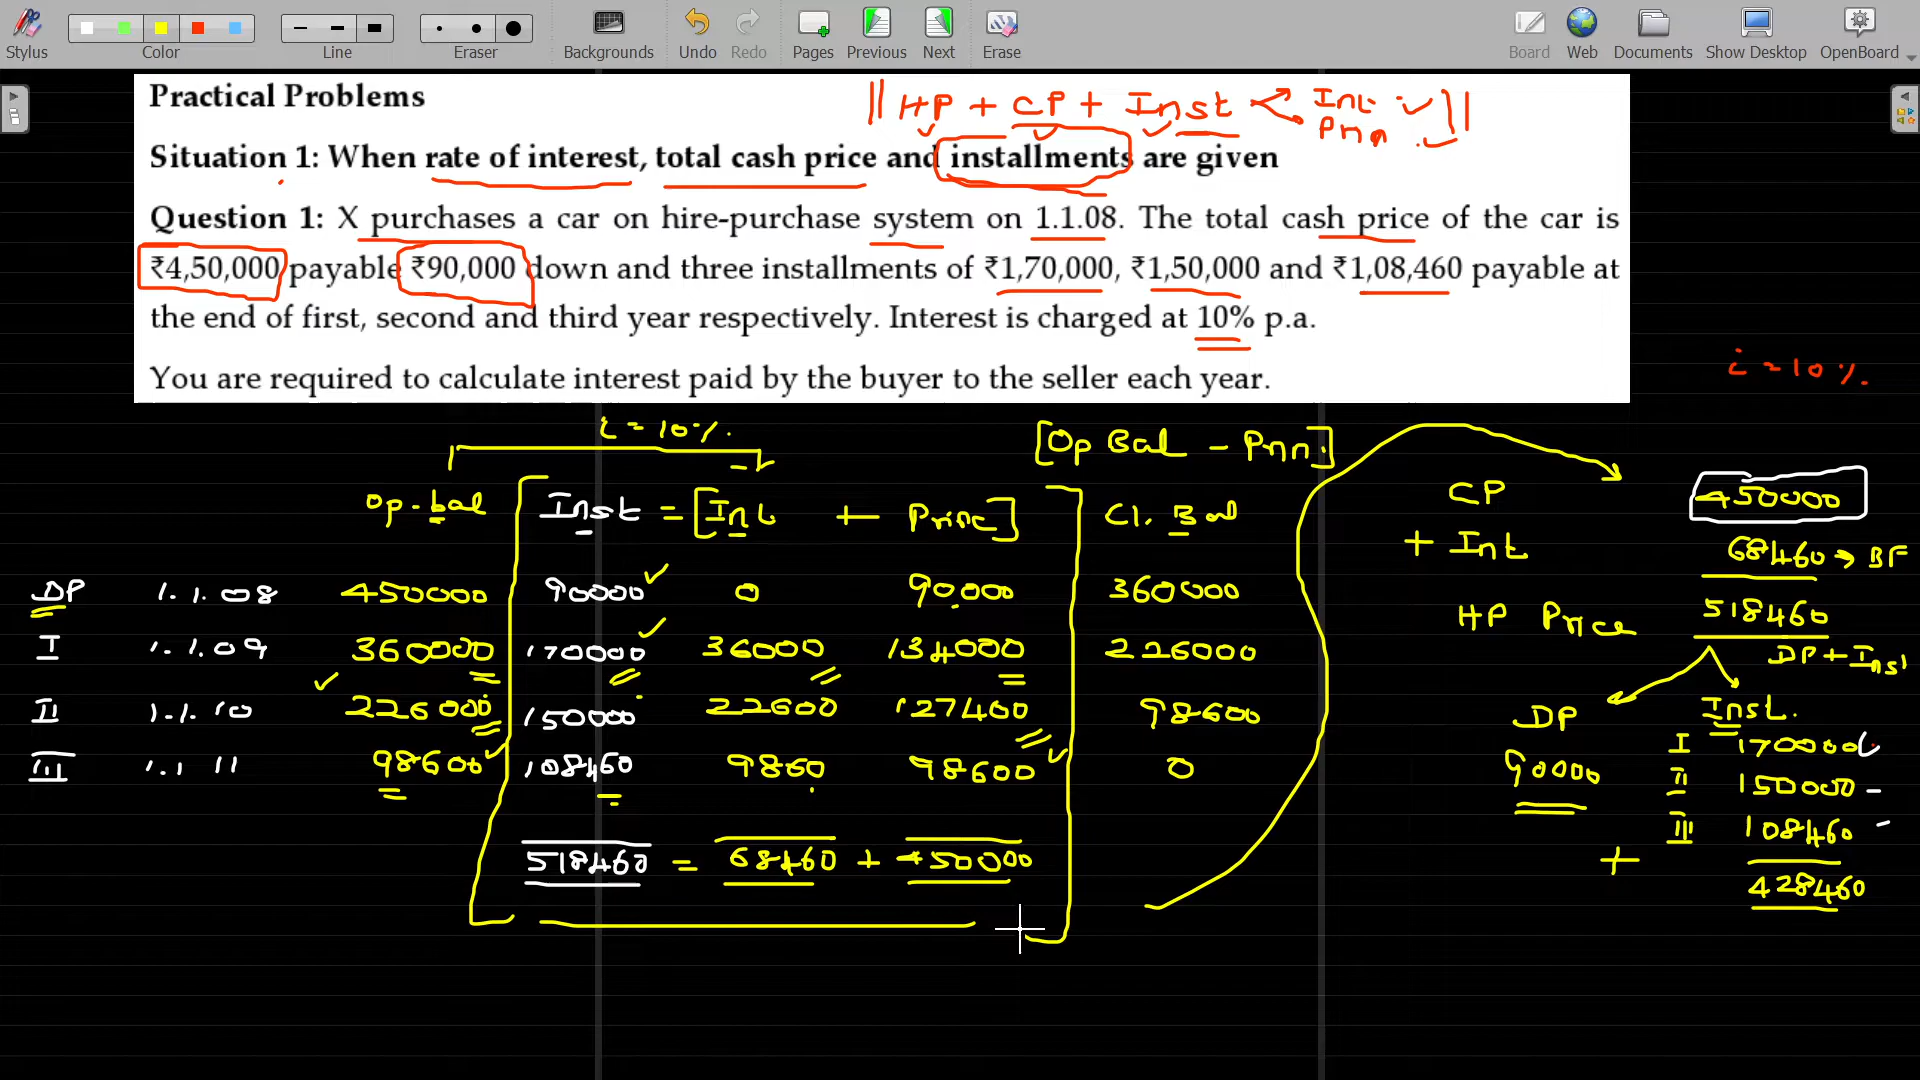 Stylus Color Line Eraser Backgrounds Undo Redo Pages Previous Next Erase Board Web Documents Show Desktop OpenBoard
Practical Problems
HP + CP + Inst Int
Prin
Situation 1: When rate of interest, total cash price and installments are given
Question 1: X purchases a car on hire-purchase system on 1.1.08. The total cash price of the car is
₹4,50,000 payable ₹90,000 down and three installments of ₹1,70,000, ₹1,50,000 and ₹1,08,460 payable at
the end of first, second and third year respectively. Interest is charged at 10% p.a.
You are required to calculate interest paid by the buyer to the seller each year.
i = 10%.
i = 10%.
[Op Bal - Prin.]
Op-bal Inst = [Int + Princ] Cl. Bal
DP 1.1.08 450000 90000 0 90,000 360000
I 1.1.09 360000 170000 36000 134000 226000
II 1.1.10 226000 150000 22600 127400 98600
III 1.1 11 98600 108460 9860 98600 0
518460 = 68460 + 450000
CP 450000
+ Int 68460 → BF
HP Price 518460
DP + Inst
DP Inst.
90000
I 170000
II 150000 -
III 108460 -
+
428460